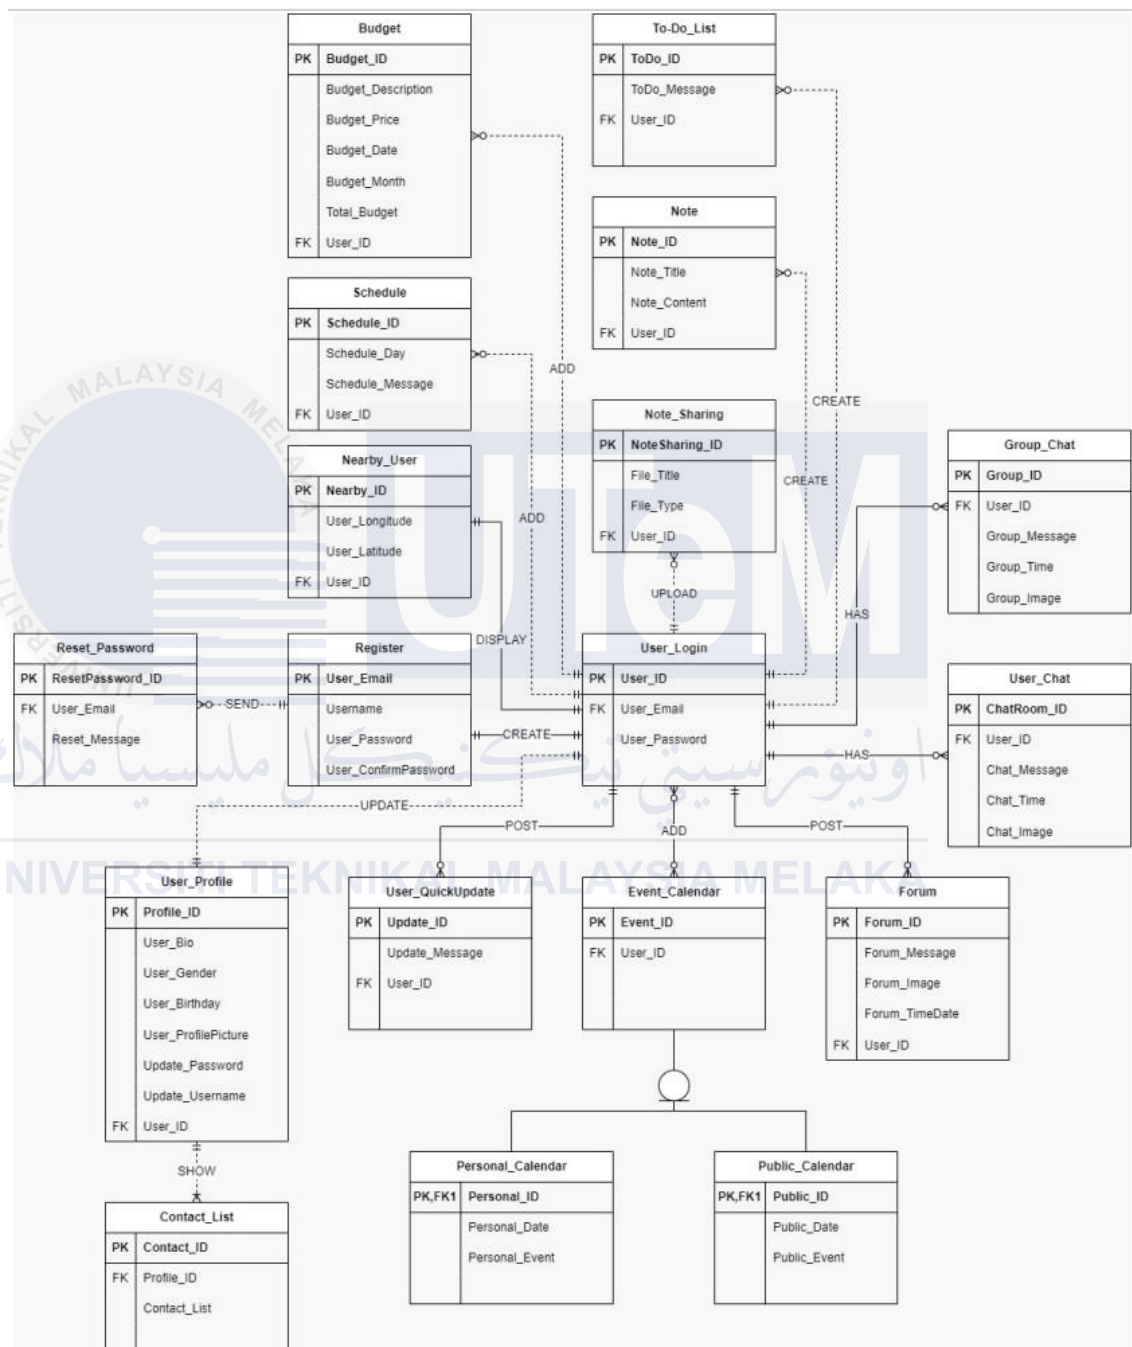 Budget
PK Budget_ID
Budget_Description
Budget_Price
Budget_Date
Budget_Month
Total_Budget
FK User_ID
To-Do_List
PK ToDo_ID
ToDo_Message
FK User_ID
Note
PK Note_ID
Note_Title
Note_Content
FK User_ID
Schedule
PK Schedule_ID
Schedule_Day
Schedule_Message
FK User_ID
ADD
CREATE
Note_Sharing
PK NoteSharing_ID
File_Title
File_Type
FK User_ID
CREATE
Group_Chat
PK Group_ID
FK User_ID
Group_Message
Group_Time
Group_Image
Nearby_User
PK Nearby_ID
User_Longitude
User_Latitude
FK User_ID
ADD
UPLOAD
HAS
DISPLAY
Reset_Password
PK ResetPassword_ID
FK User_Email
Reset_Message
SEND
Register
PK User_Email
Username
User_Password
User_ConfirmPassword
CREATE
User_Login
PK User_ID
FK User_Email
User_Password
HAS
User_Chat
PK ChatRoom_ID
FK User_ID
Chat_Message
Chat_Time
Chat_Image
UPDATE
POST
ADD
POST
User_Profile
PK Profile_ID
User_Bio
User_Gender
User_Birthday
User_ProfilePicture
Update_Password
Update_Username
FK User_ID
User_QuickUpdate
PK Update_ID
Update_Message
FK User_ID
Event_Calendar
PK Event_ID
FK User_ID
Forum
PK Forum_ID
Forum_Message
Forum_Image
Forum_TimeDate
FK User_ID
SHOW
Contact_List
PK Contact_ID
FK Profile_ID
Contact_List
Personal_Calendar
PK,FK1 Personal_ID
Personal_Date
Personal_Event
Public_Calendar
PK,FK1 Public_ID
Public_Date
Public_Event
MALAYSIA
UTeM
اونيۏرسيتي تيكنيكل مليسيا
TEKNIKAL MALAYSIA MELAKA